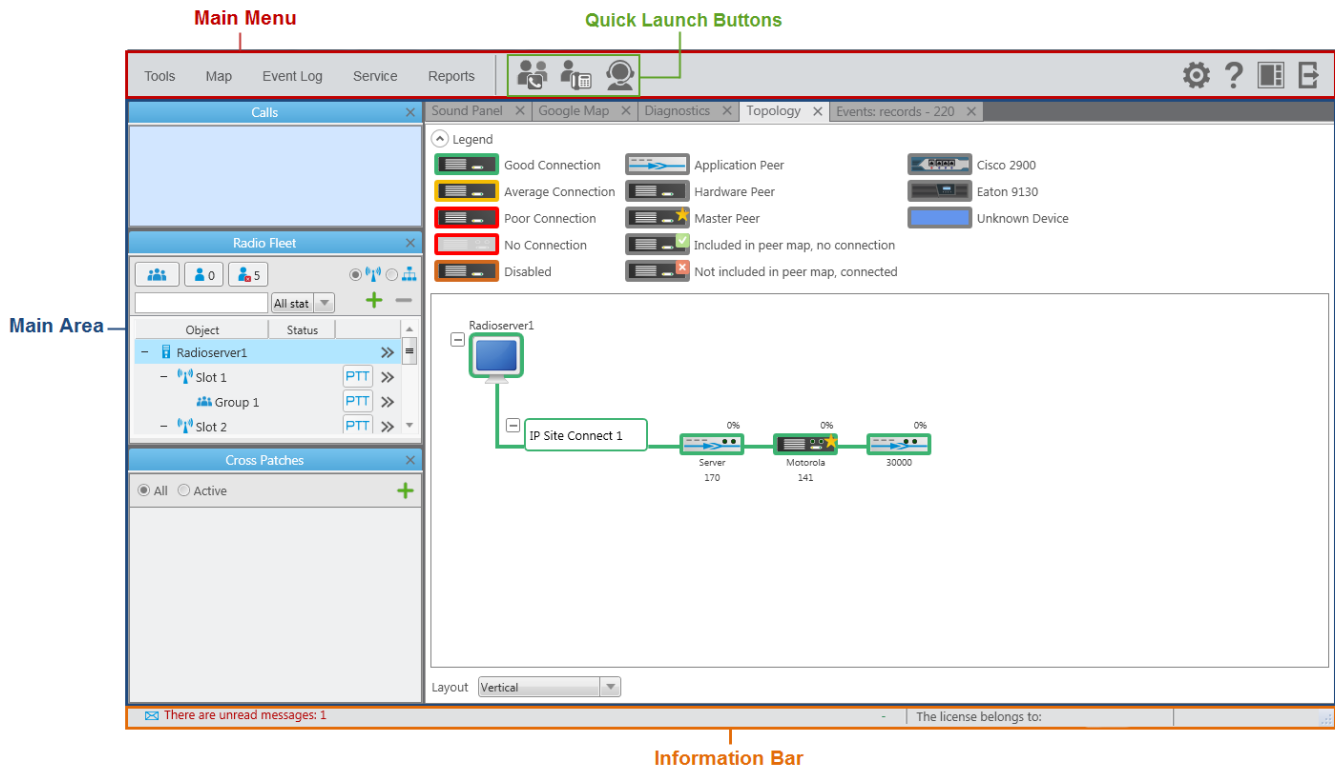 Main Menu
Quick Launch Buttons
Tools Map Event Log Service Reports
Calls
Sound Panel Google Map Diagnostics Topology Events: records - 220
Legend
Good Connection Application Peer Cisco 2900
Average Connection Hardware Peer Eaton 9130
Poor Connection Master Peer Unknown Device
No Connection Included in peer map, no connection
Disabled Not included in peer map, connected
Radio Fleet
0 5
All stat
Object Status
Radioserver1
Slot 1 PTT
Group 1 PTT
Slot 2 PTT
Main Area
Cross Patches
All Active
Radioserver1
IP Site Connect 1
0% 0% 0%
Server Motorola 30000
170 141
Layout Vertical
There are unread messages: 1
- The license belongs to:
Information Bar